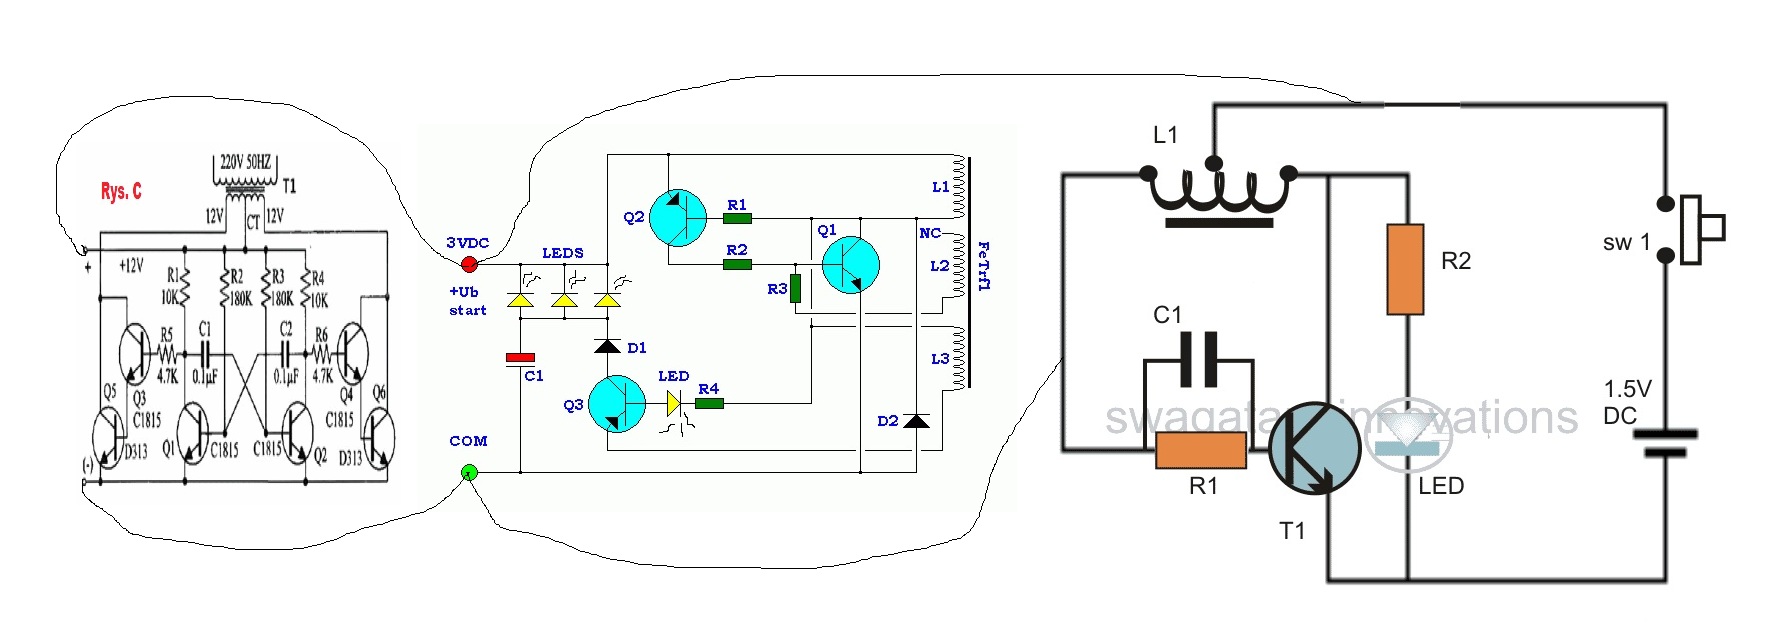 220V 50HZ
T1
Rys. C
12V
CT
12V
+
+12V
R1
10K
R2
180K
R3
180K
R4
10K
R5
4.7K
C1
0.1µF
C2
0.1µF
R6
4.7K
Q5
Q3
C1815
Q4
C1815
Q6
D313
Q1
C1815
C1815
Q2
D313
(-)
3VDC
+Ub
start
LEDS
Q2
R1
R2
Q1
R3
NC
L1
L2
L3
FeTrf1
D1
C1
Q3
LED
R4
D2
COM
L1
sw 1
R2
C1
1.5V
DC
swagatam innovations
R1
LED
T1